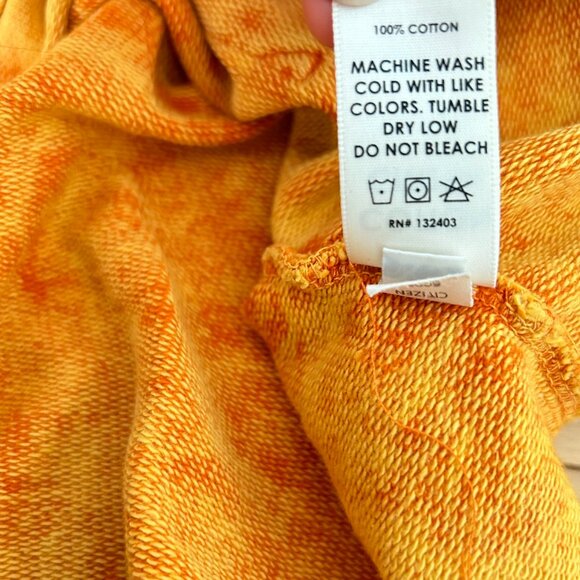 100% COTTON
MACHINE WASH
COLD WITH LIKE
COLORS. TUMBLE
DRY LOW
DO NOT BLEACH
RN# 132403
CITIZEN